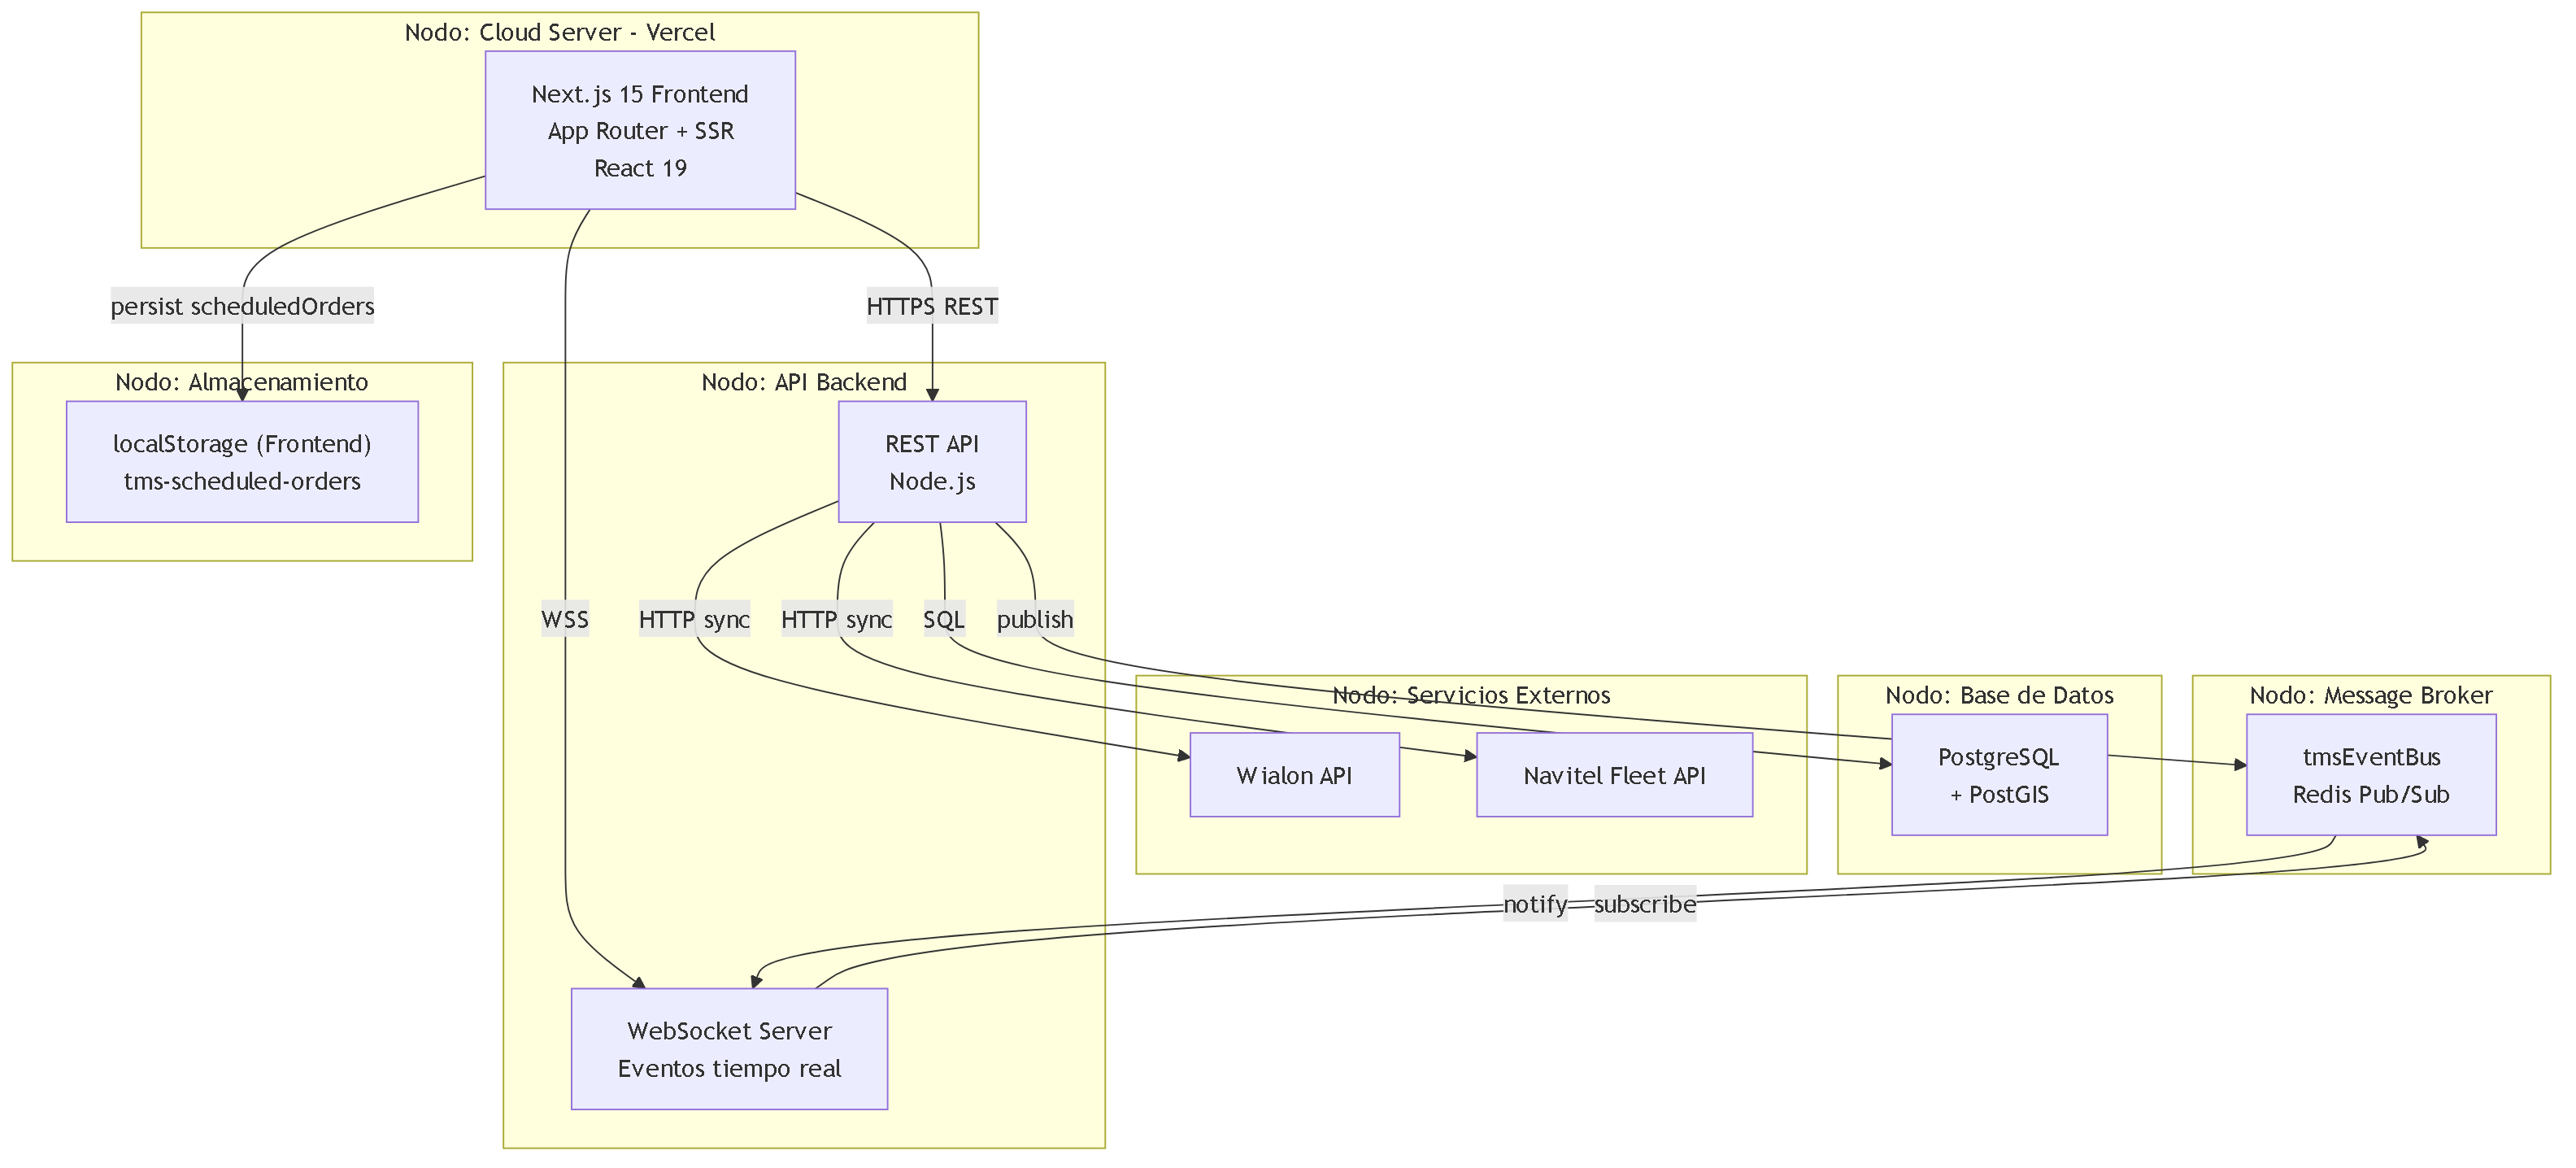 Nodo: Cloud Server - Vercel
Next.js 15 Frontend
App Router + SSR
React 19
persist scheduledOrders
HTTPS REST
Nodo: Almacenamiento
localStorage (Frontend)
tms-scheduled-orders
Nodo: API Backend
REST API
Node.js
WSS
HTTP sync
HTTP sync
SQL
publish
Nodo: Servicios Externos
Wialon API
Navitel Fleet API
Nodo: Base de Datos
PostgreSQL
+ PostGIS
Nodo: Message Broker
tmsEventBus
Redis Pub/Sub
notify
subscribe
WebSocket Server
Eventos tiempo real